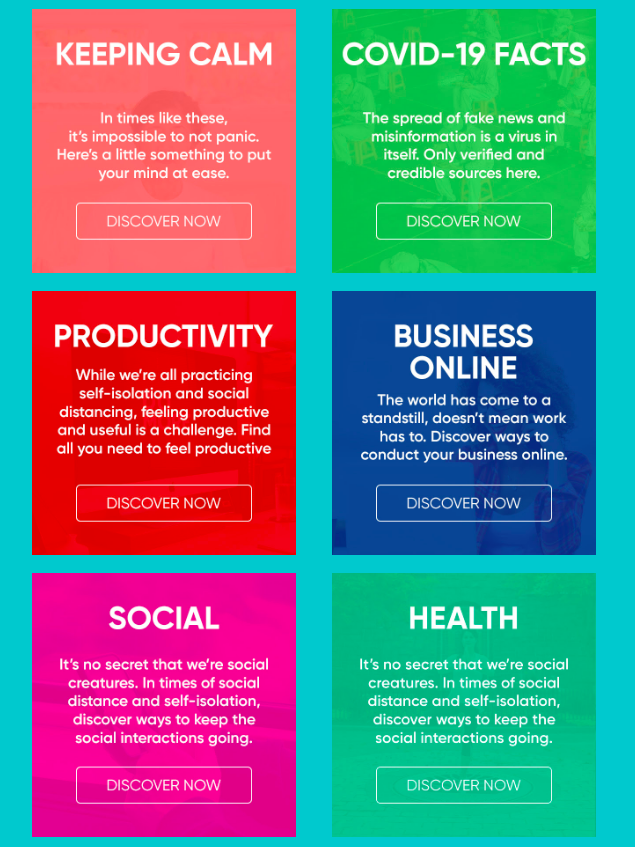 KEEPING CALM
In times like these,
it's impossible to not panic.
Here's a little something to put
your mind at ease.
DISCOVER NOW
COVID-19 FACTS
The spread of fake news and
misinformation is a virus in
itself. Only verified and
credible sources here.
DISCOVER NOW
PRODUCTIVITY
While we're all practicing
self-isolation and social
distancing, feeling productive
and useful is a challenge. Find
all you need to feel productive
DISCOVER NOW
BUSINESS
ONLINE
The world has come to a
standstill, doesn't mean work
has to. Discover ways to
conduct your business online.
DISCOVER NOW
SOCIAL
It's no secret that we're social
creatures. In times of social
distance and self-isolation,
discover ways to keep the
social interactions going.
DISCOVER NOW
HEALTH
It's no secret that we're social
creatures. In times of social
distance and self-isolation,
discover ways to keep the
social interactions going.
DISCOVER NOW